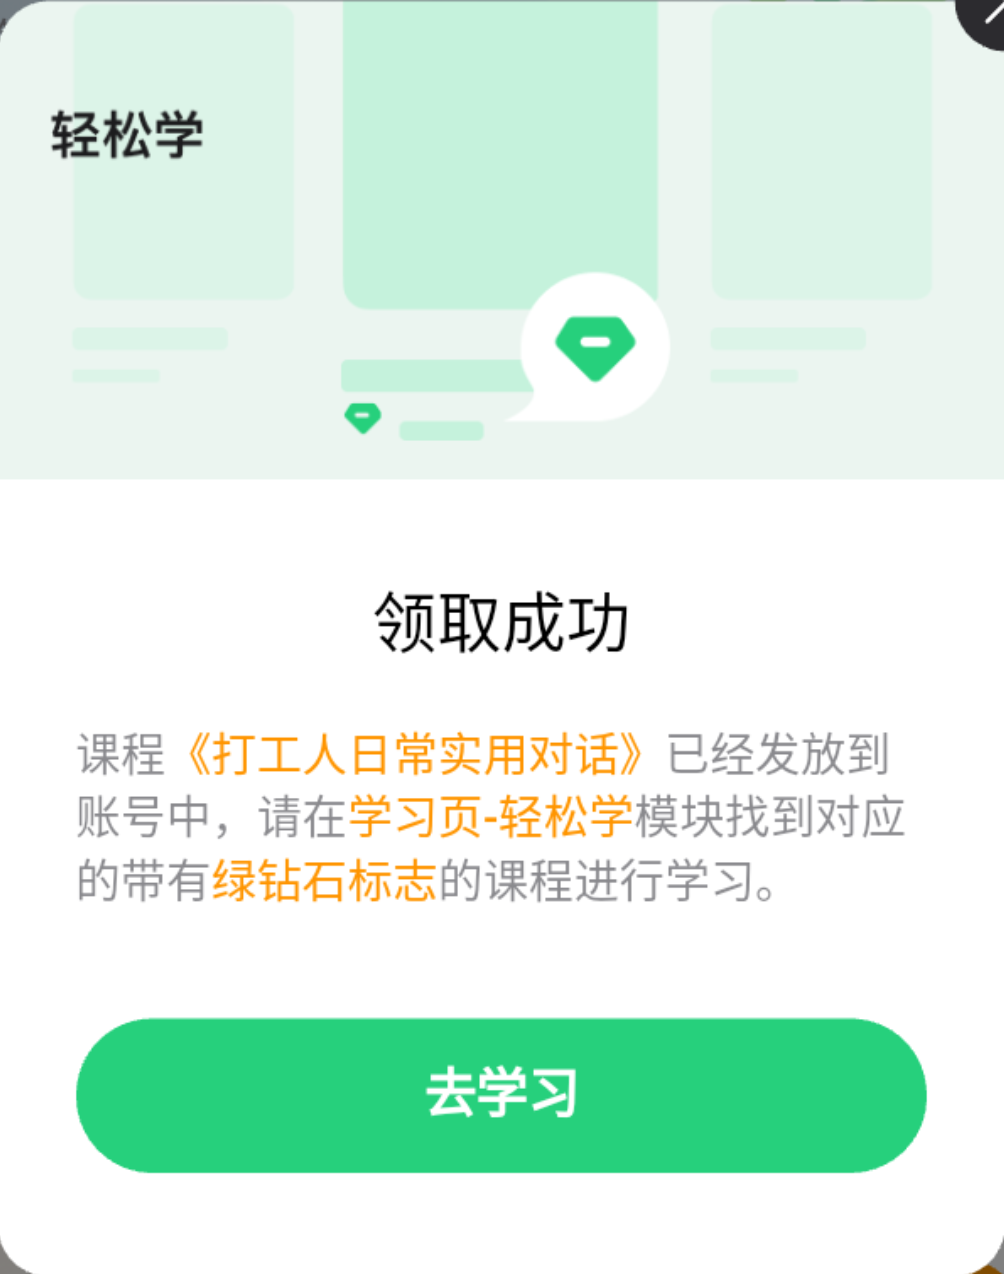 轻松学
领取成功
课程《打工人日常实用对话》已经发放到
账号中，请在学习页-轻松学模块找到对应
的带有绿钻石标志的课程进行学习。
去学习